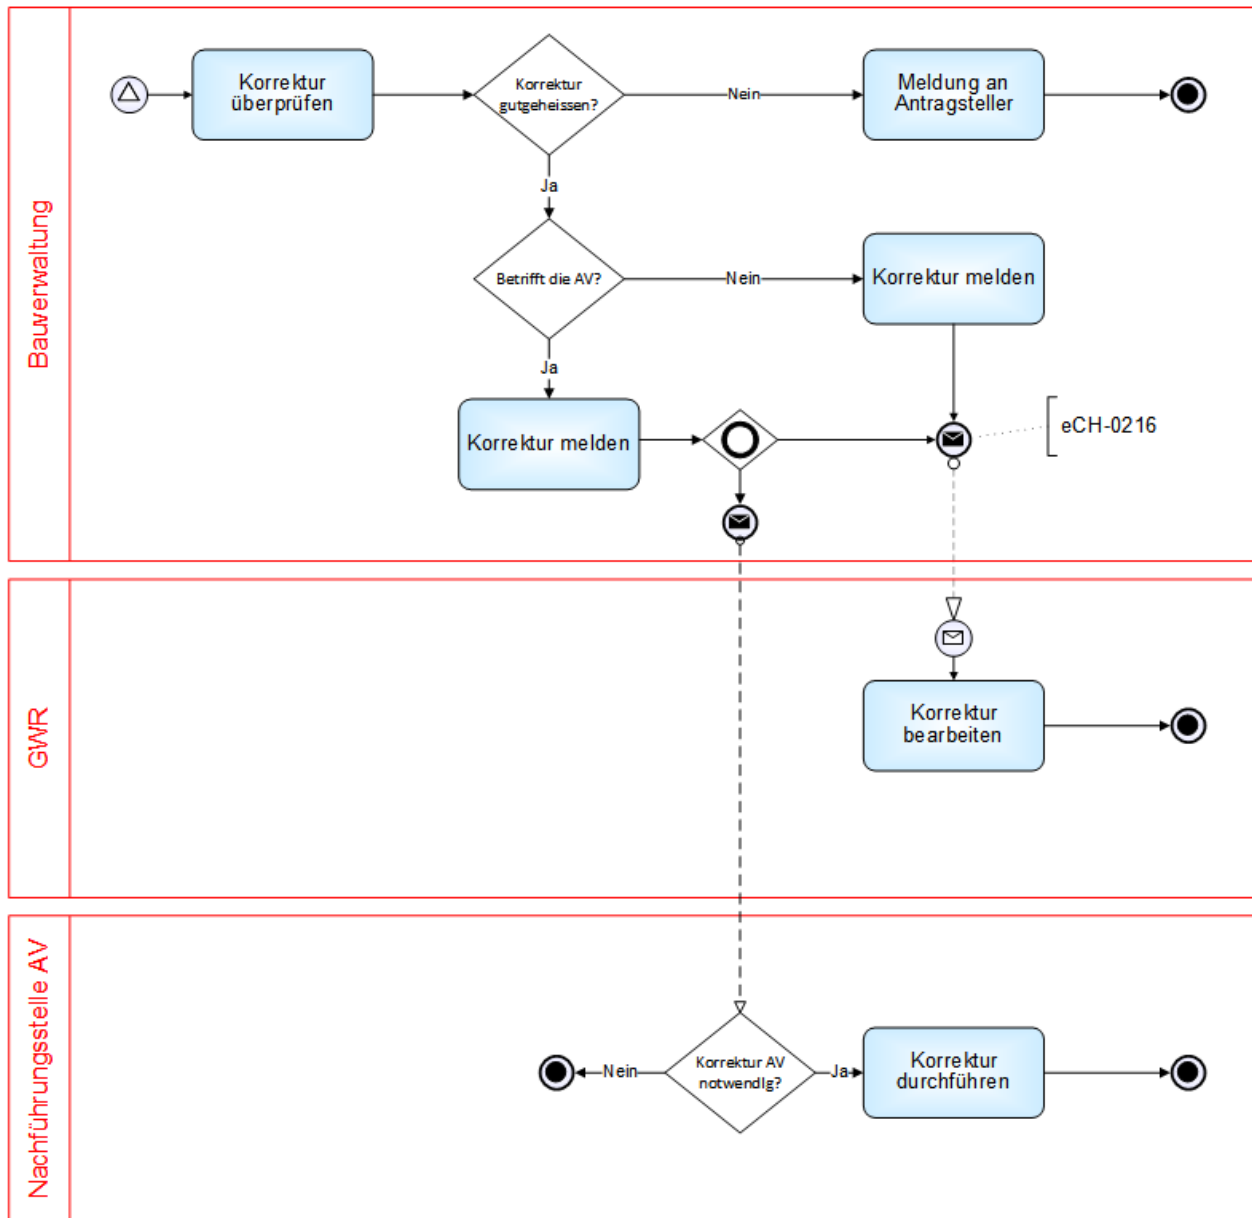 Bauverwaltung
Korrektur
überprüfen
Korrektur
gutgeheissen?
Nein
Meldung an
Antragsteller
Ja
Betrifft die AV?
Nein
Korrektur melden
Ja
Korrektur melden
eCH-0216
GWR
Korrektur
bearbeiten
Nachführungsstelle AV
Nein
Korrektur AV
notwendig?
Ja
Korrektur
durchführen